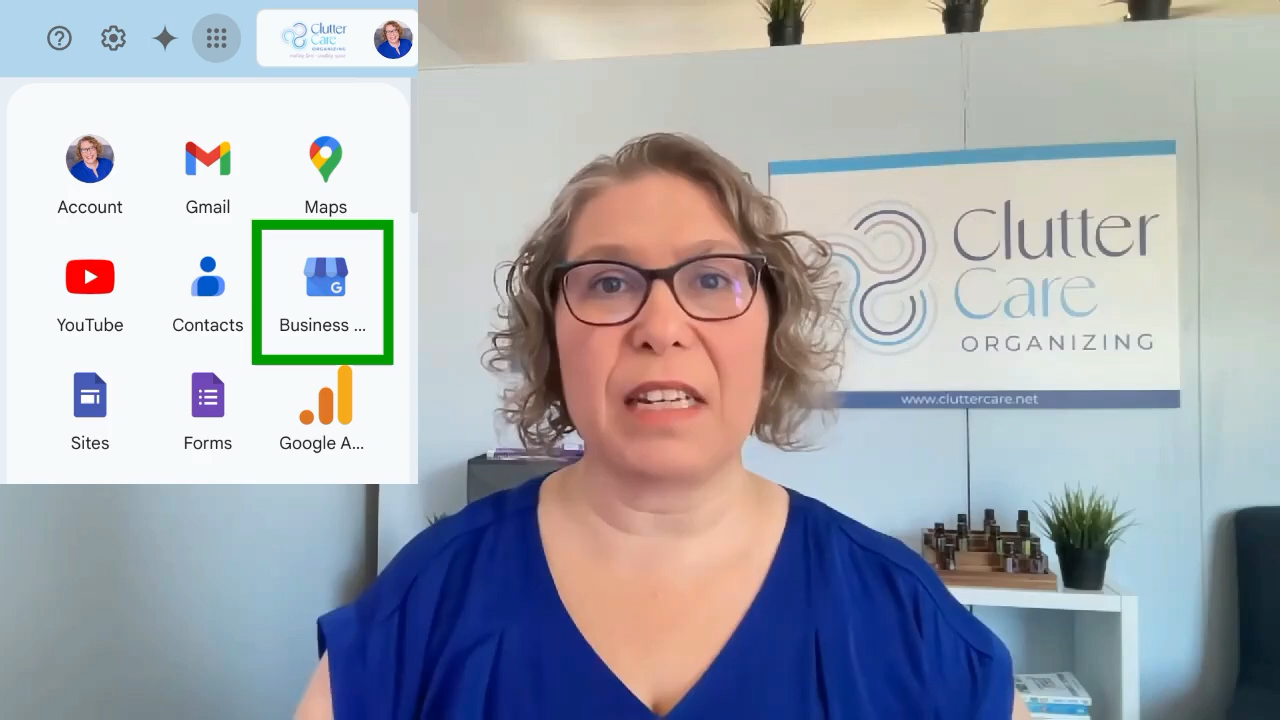 Clutter
Care
ORGANIZING
Account
Gmail
Maps
YouTube
Contacts
G
Business ...
Sites
Forms
Google A...
Clutter
Care
ORGANIZING
www.cluttercare.net